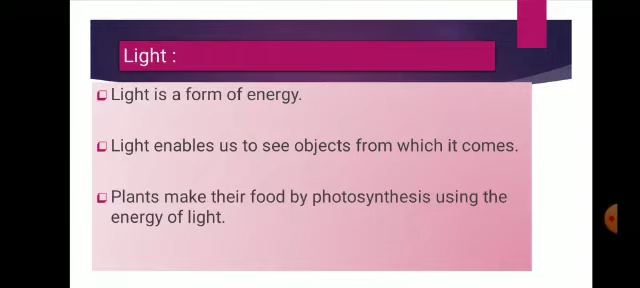 Light :
Light is a form of energy.
Light enables us to see objects from which it comes.
Plants make their food by photosynthesis using the
energy of light.